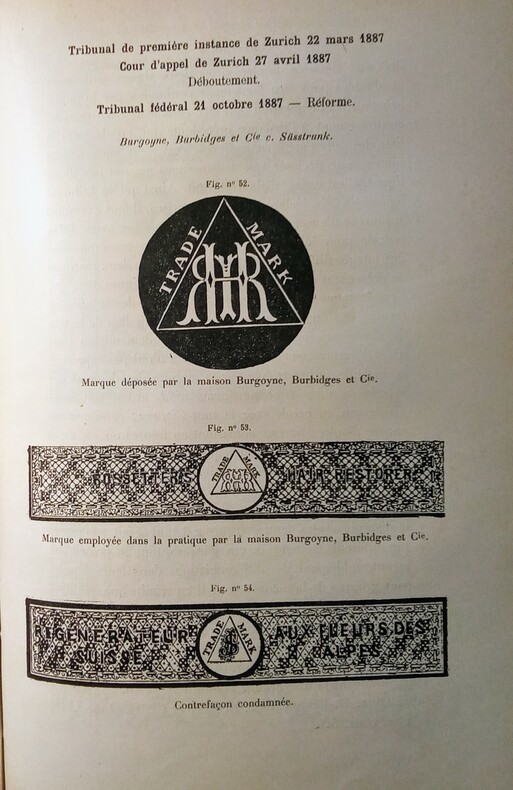 Tribunal de première instance de Zurich 22 mars 1887
Cour d'appel de Zurich 27 avril 1887
Déboutement.
Tribunal fédéral 21 octobre 1887 — Réforme.
Burgoyne, Burbidges et Cie c. Süsstrunk.
Fig. nº 52.
TRADE MARK
Marque déposée par la maison Burgoyne, Burbidges et Cie.
Fig. nº 53.
ROSSETTER'S TRADE MARK HAIR RESTORER
Marque employée dans la pratique par la maison Burgoyne, Burbidges et Cie.
Fig. nº 54.
RÉGÉNÉRATEUR TRADE MARK AUX FLEURS DES
SUISSE $ ALPES
Contrefaçon condamnée.